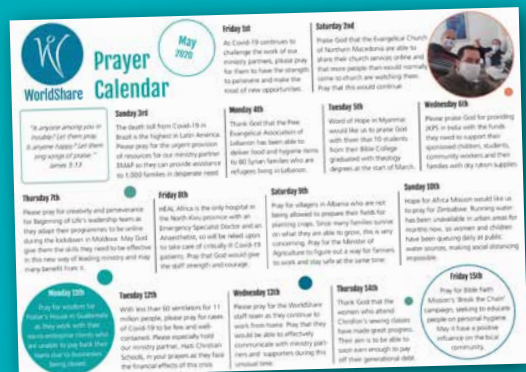 WorldShare
Prayer
Calendar
May
2020
"Is anyone among you in
trouble? Let them pray.
Is anyone happy? Let them
sing songs of praise."
James 5:13
Friday 1st
As Covid-19 continues to
challenge the work of our
ministry partners, please pray
for them to have the strength
to persevere and make the
most of new opportunities.
Saturday 2nd
Praise God that the Evangelical Church
of Northern Macedonia are able to
share their church services online and
that more people than would normally
come to church are watching them.
Pray that this would continue.
Sunday 3rd
The death toll from Covid-19 in
Brazil is the highest in Latin America.
Please pray for the urgent provision
of resources for our ministry partner
so they can provide assistance
to 1,000 families in desperate need.
Monday 4th
Thank God that the Free
Evangelical Association of
Lebanon has been able to
deliver food and hygiene items
to 80 Syrian families who are
refugees living in Lebanon.
Tuesday 5th
Word of Hope in Myanmar
would like us to praise God
with them that 10 students
from their Bible College
graduated with theology
degrees at the start of March.
Wednesday 6th
Please praise God for providing
in India with the funds
they need to support their
sponsored children, students,
community workers and their
families with dry ration supplies.
Thursday 7th
Please pray for creativity and perseverance
for Beginning of Life's leadership team as
they adapt their programmes to be online
during the lockdown in Moldova. May God
give them the skills they need to be effective
in this new way of leading ministry and may
many benefit from it.
Friday 8th
HEAL Africa is the only hospital in
the North Kivu province with an
Emergency Specialist Doctor and an
Anaesthetist, so will be relied upon
to take care of critically ill Covid-19
patients. Pray that God would give
the staff strength and courage.
Saturday 9th
Pray for villagers in Albania who are not
being allowed to prepare their fields for
planting crops. Since many families survive
on what they are able to grow, this is very
concerning. Pray for the Minister of
Agriculture to figure out a way for farmers
to work and stay safe at the same time.
Sunday 10th
Hope for Africa Mission would like us
to pray for Zimbabwe. Running water
has been unavailable in urban areas for
months now, so women and children
have been queuing daily at public
water sources, making social distancing
impossible.
Monday 11th
Pray for wisdom for
Potter's House in Guatemala
as they work with their
micro-enterprise clients who
are unable to pay back their
loans due to businesses
being closed.
Tuesday 12th
With less than 60 ventilators for 11
million people, please pray for cases
of Covid-19 to be few and well-
contained. Please especially hold
our ministry partner, Haiti Christian
Schools, in your prayers as they face
the financial effects of this crisis.
Wednesday 13th
Please pray for the WorldShare
staff team as they continue to
work from home. Pray that they
would be able to effectively
communicate with ministry part-
ners and supporters during this
unusual time.
Thursday 14th
Thank God that the
women who attend
Christlon's sewing classes
have made great progress.
Their aim is to be able to
soon earn enough to pay
off their generational debt.
Friday 15th
Pray for Bible Faith
Mission's 'Break the Chain'
campaign, seeking to educate
people on personal hygiene.
May it have a positive
influence on the local
community.